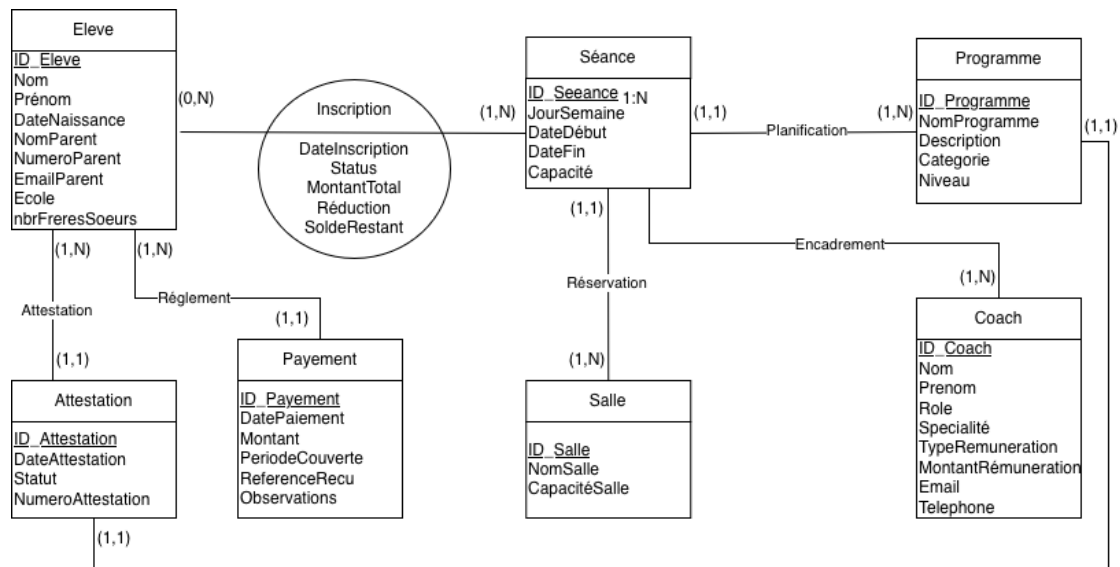 Eleve
ID_Eleve
Nom
Prénom
DateNaissance
NomParent
NumeroParent
EmailParent
Ecole
nbrFreresSoeurs
(0,N)
Inscription
DateInscription
Status
MontantTotal
Réduction
SoldeRestant
(1,N)
Séance
ID_Seeance
1:N
JourSemaine
DateDébut
DateFin
Capacité
(1,1)
Planification
(1,N)
Programme
ID_Programme
NomProgramme
Description
Categorie
Niveau
(1,1)
(1,N)
(1,N)
Attestation
Réglement
(1,1)
(1,1)
(1,1)
Réservation
(1,N)
Encadrement
(1,N)
Attestation
ID_Attestation
DateAttestation
Statut
NumeroAttestation
(1,1)
Payement
ID_Payement
DatePaiement
Montant
PeriodeCouverte
ReferenceRecu
Observations
Salle
ID_Salle
NomSalle
CapacitéSalle
Coach
ID_Coach
Nom
Prenom
Role
Specialité
TypeRemuneration
MontantRémuneration
Email
Telephone